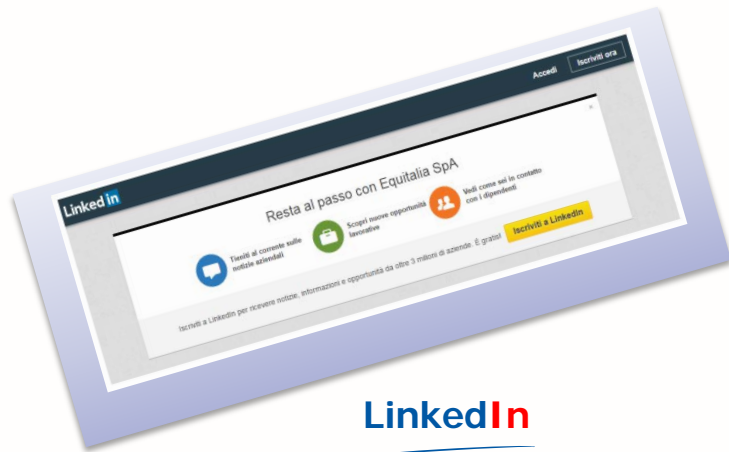 Linked in
Accedi
Iscriviti ora
×
Resta al passo con Equitalia SpA
Tieniti al corrente sulle
notizie aziendali
Scopri nuove opportunità
lavorative
Vedi come sei in contatto
con i dipendenti
Iscriviti a LinkedIn per ricevere notizie, informazioni e opportunità da oltre 3 milioni di aziende. È gratis!
Iscriviti a LinkedIn
LinkedIn